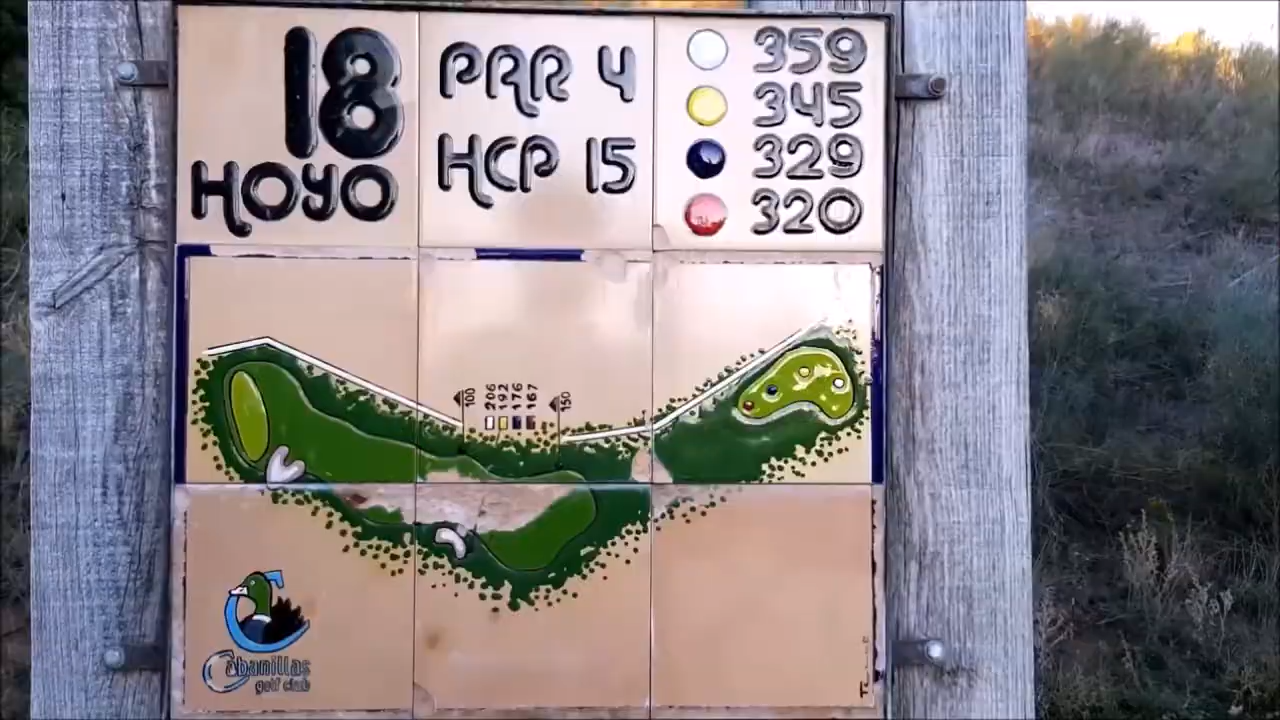 18
HOYO
PAR 4
HCP 15
359
345
329
320
100
206
192
176
167
150
Cabanillas
golf club